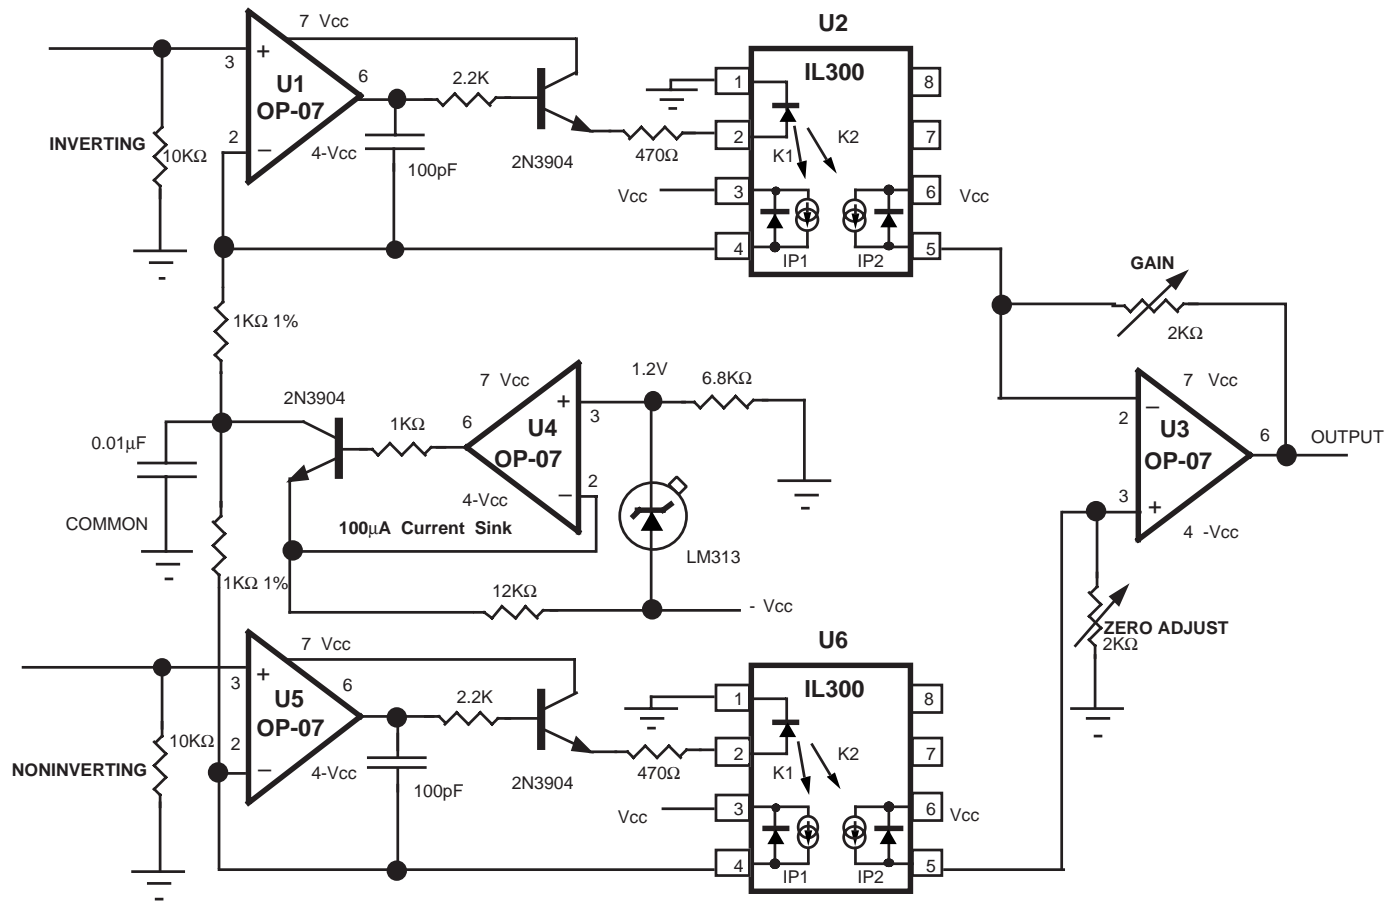 7 Vcc
U2
3
+
U1
OP-07
6
2.2K
1
IL300
8
INVERTING
10KΩ
2
−
4-Vcc
100pF
2N3904
470Ω
2
K1
K2
7
Vcc
3
6
Vcc
4
IP1
IP2
5
GAIN
2KΩ
1KΩ 1%
2N3904
0.01µF
COMMON
1KΩ
6
7 Vcc
+
3
U4
OP-07
4-Vcc
−
2
1.2V
6.8KΩ
100µA Current Sink
LM313
1KΩ 1%
12KΩ
- Vcc
7 Vcc
−
2
U3
OP-07
6
OUTPUT
3
+
4 -Vcc
ZERO ADJUST
2KΩ
7 Vcc
U6
3
+
U5
OP-07
6
2.2K
1
IL300
8
NONINVERTING
10KΩ
2
−
4-Vcc
100pF
2N3904
470Ω
2
K1
K2
7
Vcc
3
6
Vcc
4
IP1
IP2
5